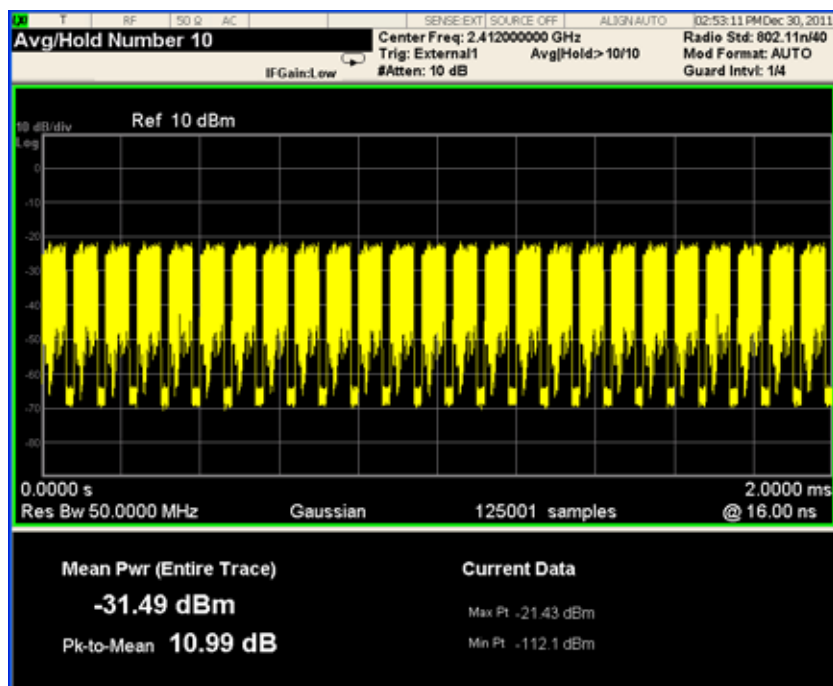 LXI T RF 50 Ω AC SENSE:EXT SOURCE OFF ALIGN AUTO 02:53:11 PM Dec 30, 2011
Avg/Hold Number 10 Center Freq: 2.412000000 GHz Radio Std: 802.11n/40
Trig: External1 Avg|Hold:>10/10 Mod Format: AUTO
IFGain:Low #Atten: 10 dB Guard Intvl: 1/4
10 dB/div Ref 10 dBm
Log
0
-10
-20
-30
-40
-50
-60
-70
-80
0.0000 s 2.0000 ms
Res Bw 50.0000 MHz Gaussian 125001 samples @ 16.00 ns
Mean Pwr (Entire Trace) Current Data
-31.49 dBm Max Pt -21.43 dBm
Pk-to-Mean 10.99 dB Min Pt -112.1 dBm